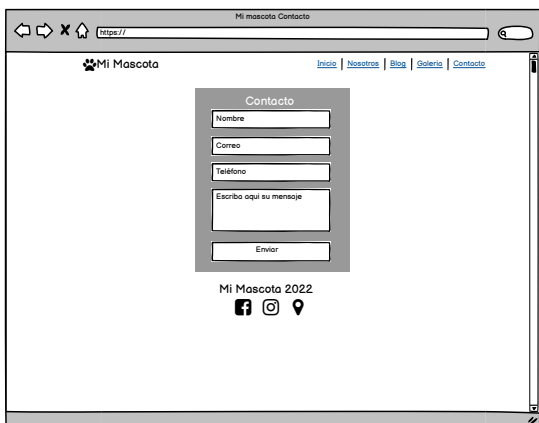 Mi mascota Contacto
https://
Mi Mascota
Inicio | Nosotros | Blog | Galeria | Contacto
Contacto
Nombre
Correo
Teléfono
Escriba aqui su mensaje
Enviar
Mi Mascota 2022